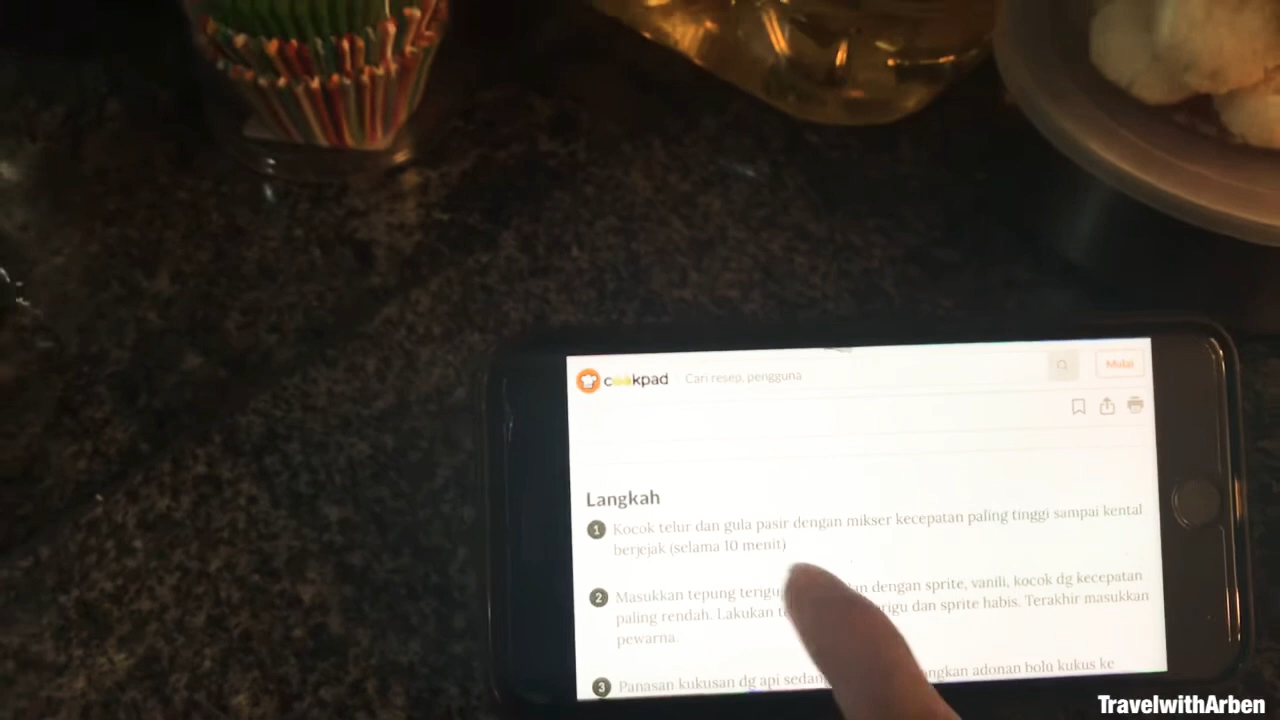 cookpad Cari resep, pengguna Mulai
Langkah
1 Kocok telur dan gula pasir dengan mikser kecepatan paling tinggi sampai kental
berjejak (selama 10 menit)
2 Masukkan tepung terigu dengan sprite, vanili, kocok dg kecepatan
paling rendah. Lakukan dan sprite habis. Terakhir masukkan
pewarna.
3 Panasan kukusan dg api sedang adonan bolu kukus ke
TravelwithArben